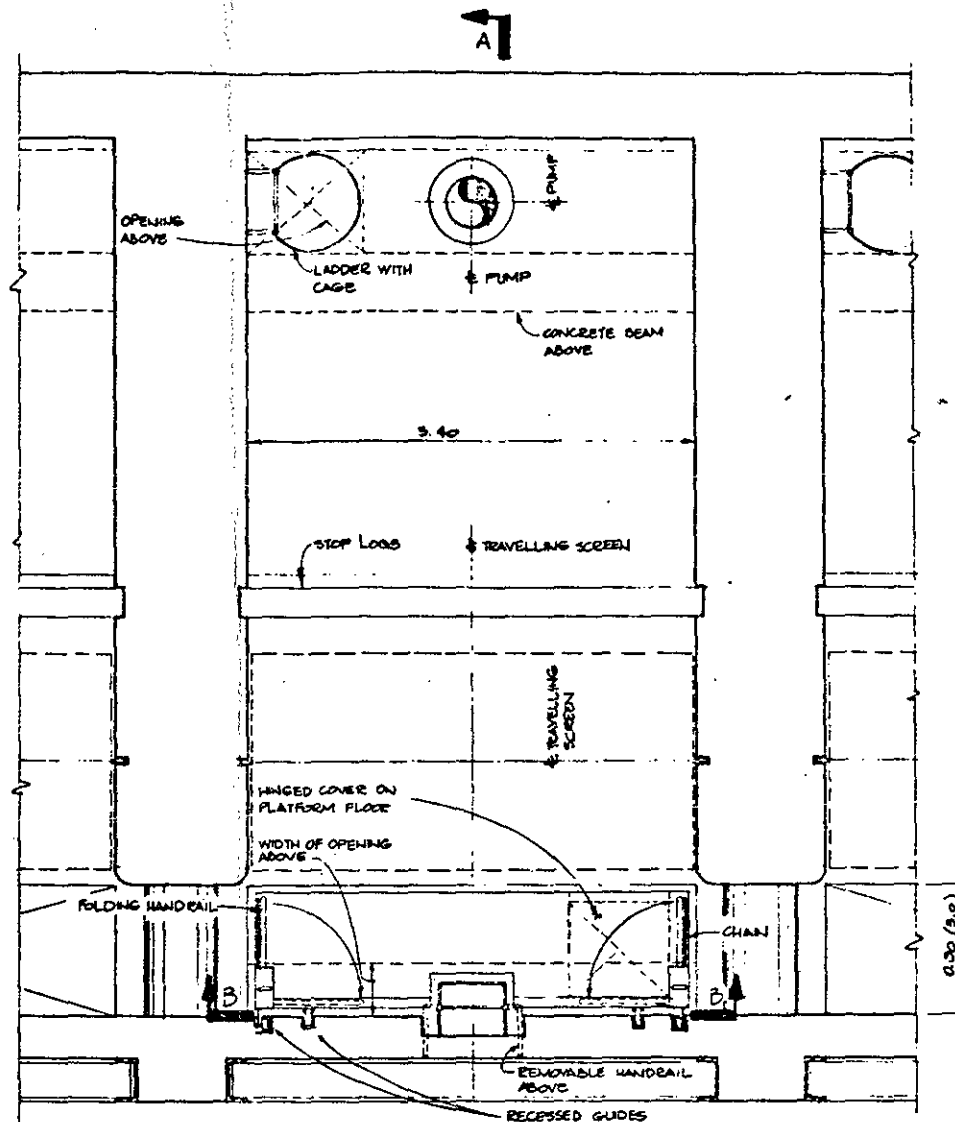 A
OPENING
ABOVE
LADDER WITH
CAGE
℄ PUMP
℄ PUMP
CONCRETE BEAM
ABOVE
3.40
STOP LOGS
℄ TRAVELLING SCREEN
℄ TRAVELLING
SCREEN
HINGED COVER ON
PLATFORM FLOOR
WIDTH OF OPENING
ABOVE
FOLDING HANDRAIL
CHAIN
B
B
REMOVABLE HANDRAIL
ABOVE
RECESSED GUIDES